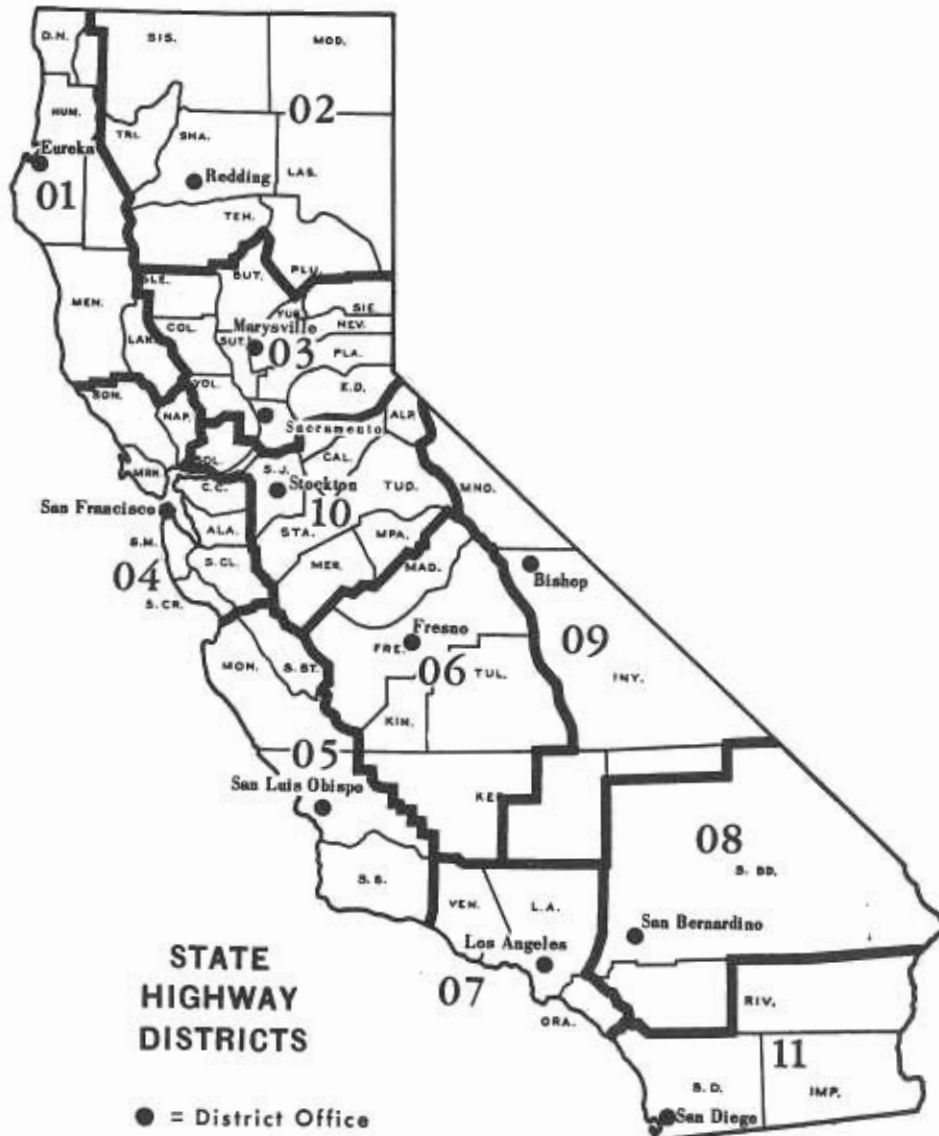 D.N.
SIS.
MOD.
HUM.
02
TRI.
SHA.
Eureka
Redding
LAS.
01
TEH.
PLU.
BUT.
GLE.
MEN.
YUB.
SIE.
COL.
Marysville
NEV.
LAK.
SUT.
03
PLA.
E.D.
SON.
YOL.
NAP.
ALP.
Sacramento
SOL.
CAL.
MRN.
S.J.
C.C.
Stockton
TUO.
MNO.
San Francisco
10
ALA.
STA.
MPA.
S.M.
S.CL.
MER.
MAD.
04
Bishop
S.CR.
Fresno
09
MON.
S.BT.
FRE.
06
TUL.
INY.
KIN.
05
San Luis Obispo
KER.
08
S.BD.
S.B.
VEN.
L.A.
San Bernardino
Los Angeles
STATE
HIGHWAY
DISTRICTS
07
ORA.
RIV.
11
S.D.
IMP.
San Diego
= District Office